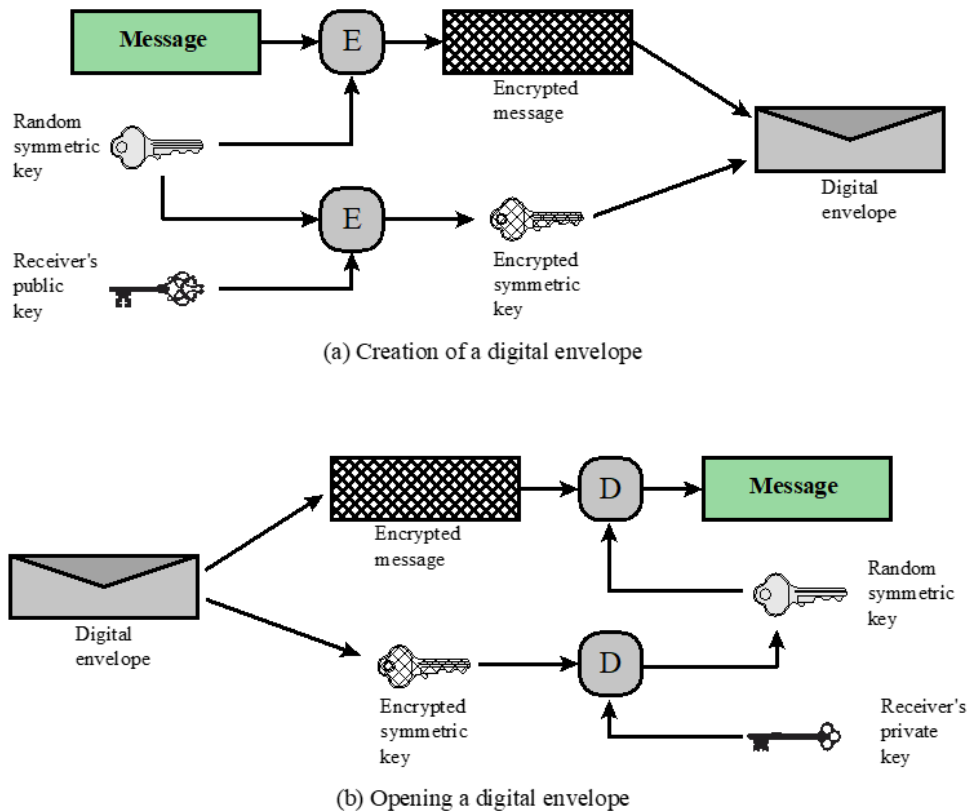 Message
E
Encrypted
message
Random
symmetric
key
Digital
envelope
E
Receiver's
public
key
Encrypted
symmetric
key
(a) Creation of a digital envelope
D
Message
Encrypted
message
Random
symmetric
key
Digital
envelope
D
Encrypted
symmetric
key
Receiver's
private
key
(b) Opening a digital envelope